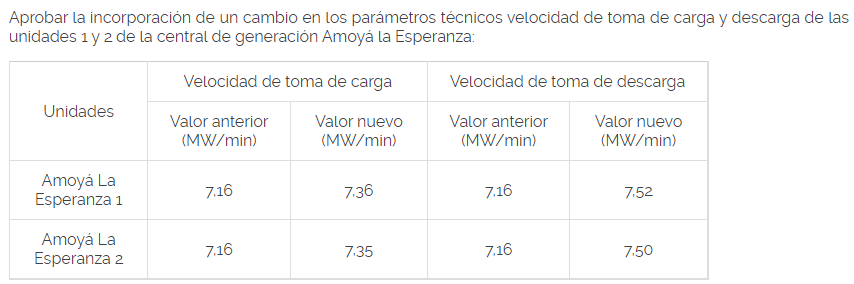 Aprobar la incorporación de un cambio en los parámetros técnicos velocidad de toma de carga y descarga de las
unidades 1 y 2 de la central de generación Amoyá la Esperanza:
Unidades
Velocidad de toma de carga
Velocidad de toma de descarga
Valor anterior
(MW/min)
Valor nuevo
(MW/min)
Valor anterior
(MW/min)
Valor nuevo
(MW/min)
Amoyá La
Esperanza 1
7,16
7,36
7,16
7,52
Amoyá La
Esperanza 2
7,16
7,35
7,16
7,50